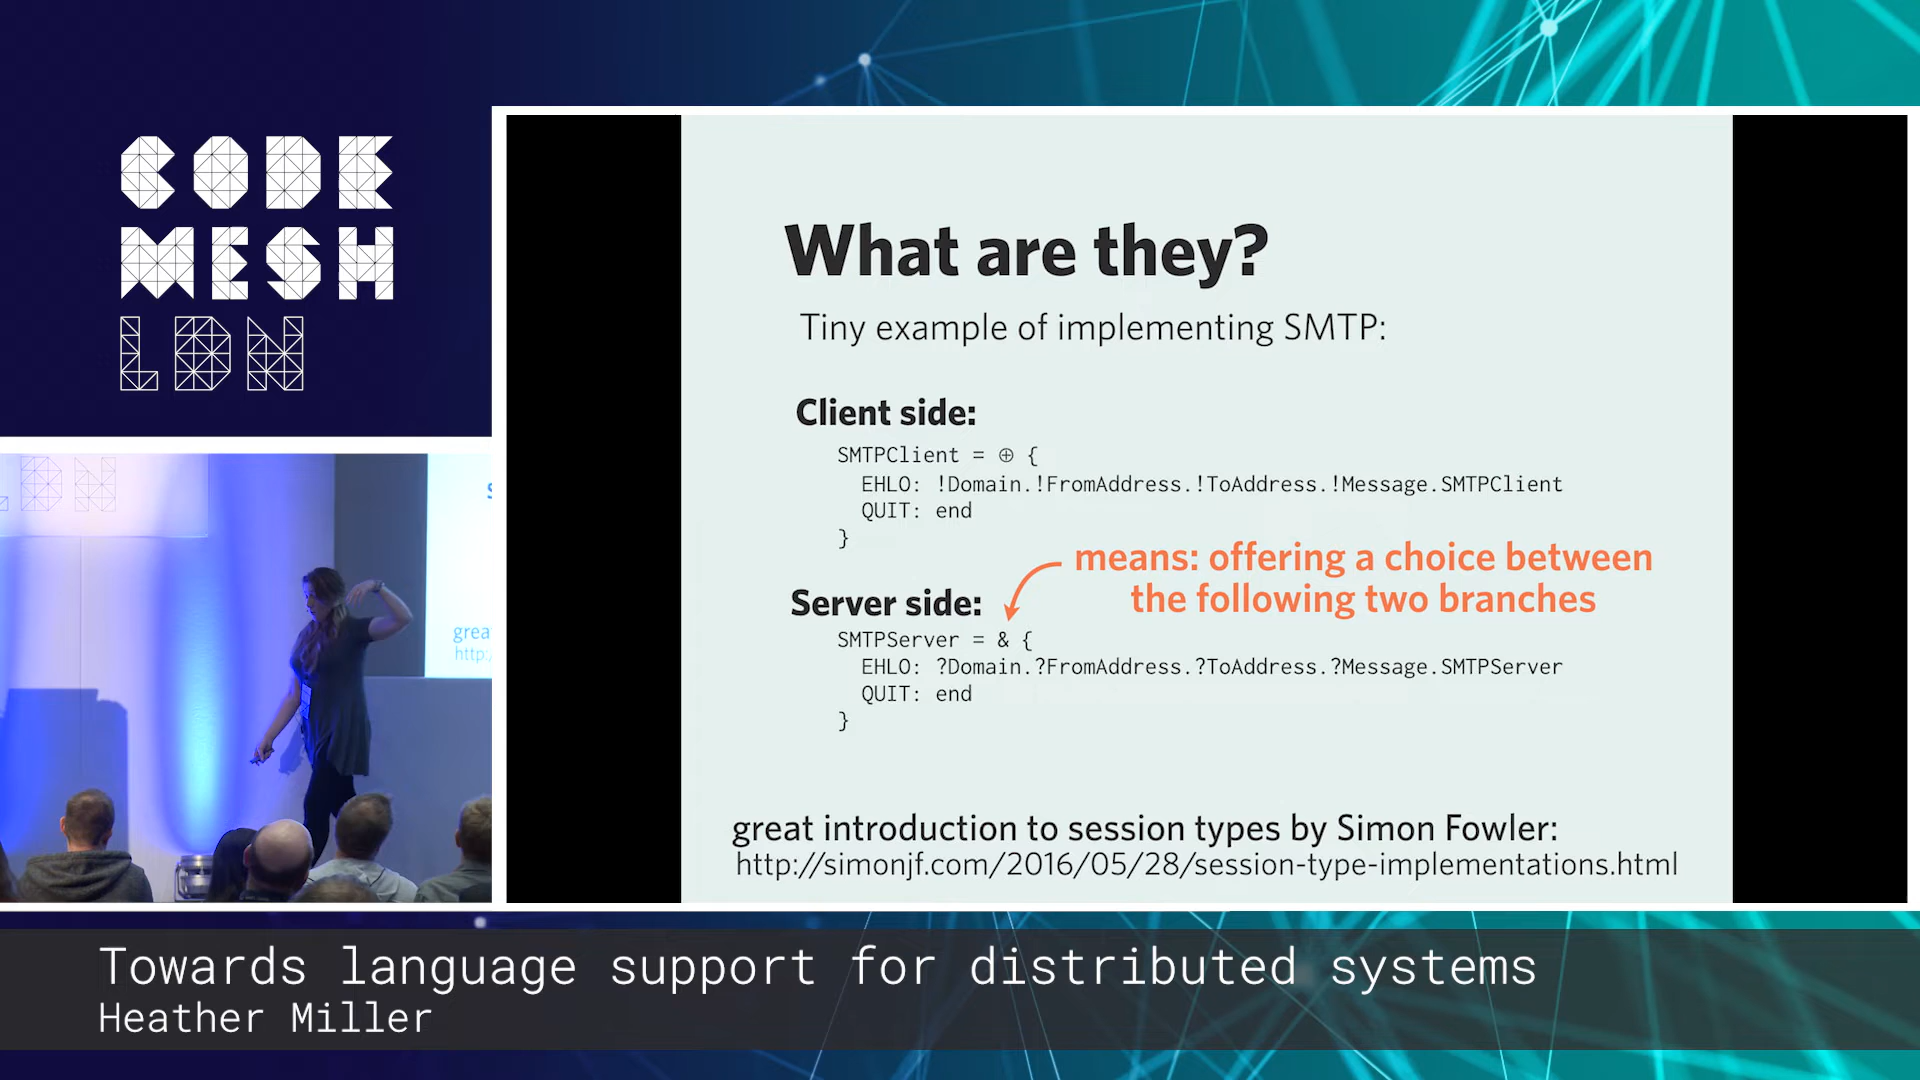 CODE
MESH
LDN
What are they?
Tiny example of implementing SMTP:
Client side:
SMTPClient = ⊕ {
EHLO: !Domain.!FromAddress.!ToAddress.!Message.SMTPClient
QUIT: end
}
means: offering a choice between
the following two branches
Server side:
SMTPServer = & {
EHLO: ?Domain.?FromAddress.?ToAddress.?Message.SMTPServer
QUIT: end
}
great introduction to session types by Simon Fowler:
http://simonjf.com/2016/05/28/session-type-implementations.html
LDN
s
grea
http:
Towards language support for distributed systems
Heather Miller